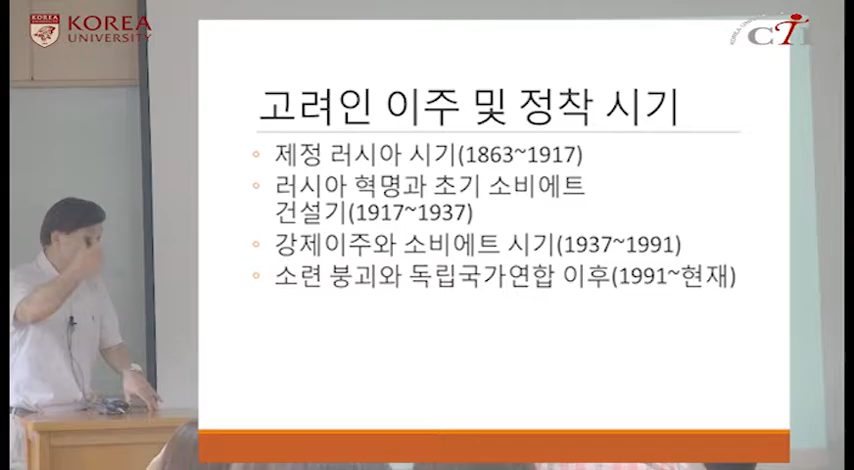 KOREA
KOREA
UNIVERSITY
CTi
고려인 이주 및 정착 시기
제정 러시아 시기(1863~1917)
러시아 혁명과 초기 소비에트
건설기(1917~1937)
강제이주와 소비에트 시기(1937~1991)
소련 붕괴와 독립국가연합 이후(1991~현재)